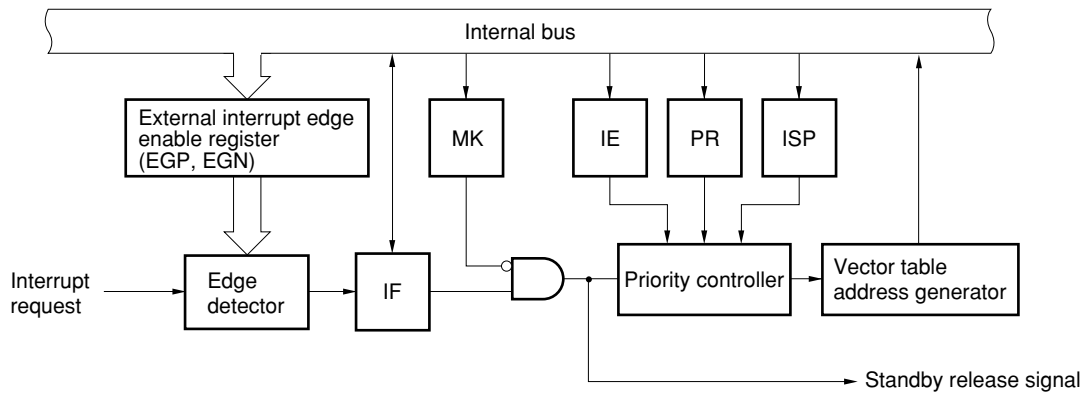 Internal bus
External interrupt edge
enable register
(EGP, EGN)
MK
IE
PR
ISP
Interrupt
request
Edge
detector
IF
Priority controller
Vector table
address generator
Standby release signal